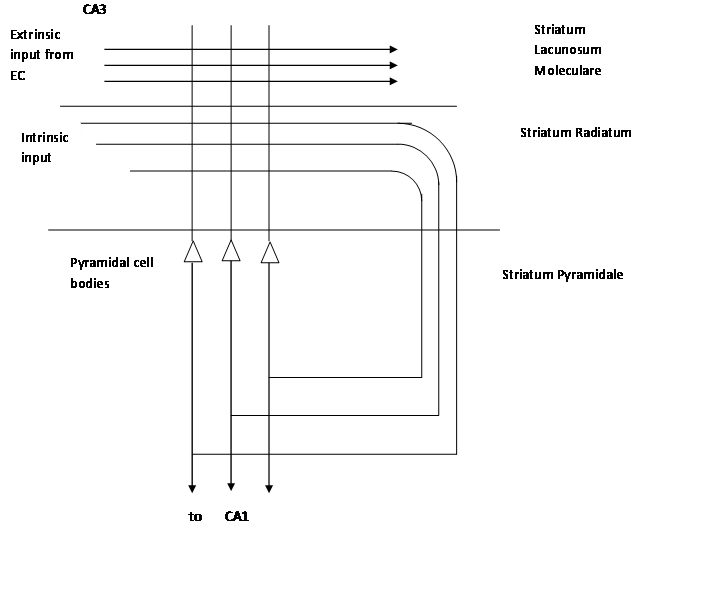 CA3
Extrinsic
input from
EC
Striatum
Lacunosum
Moleculare
Intrinsic
input
Striatum Radiatum
Pyramidal cell
bodies
Striatum Pyramidale
to CA1